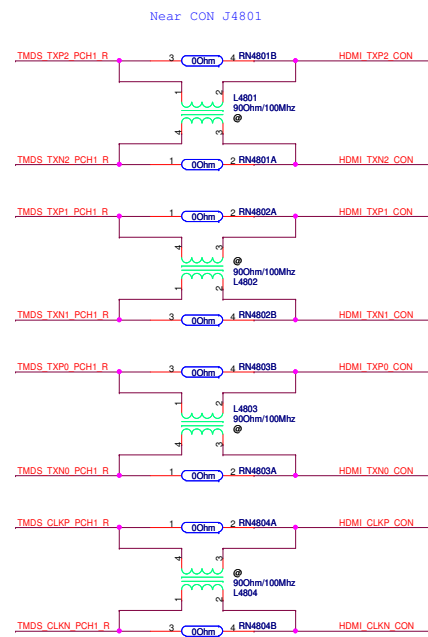 Near CON J4801
TMDS_TXP2_PCH1_R 3 0Ohm 4 RN4801B HDMI_TXP2_CON
1 2
L4801
90Ohm/100Mhz
@
4 3
TMDS_TXN2_PCH1_R 1 0Ohm 2 RN4801A HDMI_TXN2_CON
TMDS_TXP1_PCH1_R 1 0Ohm 2 RN4802A HDMI_TXP1_CON
4 3
@
90Ohm/100Mhz
L4802
1 2
TMDS_TXN1_PCH1_R 3 0Ohm 4 RN4802B HDMI_TXN1_CON
TMDS_TXP0_PCH1_R 3 0Ohm 4 RN4803B HDMI_TXP0_CON
1 2
L4803
90Ohm/100Mhz
@
4 3
TMDS_TXN0_PCH1_R 1 0Ohm 2 RN4803A HDMI_TXN0_CON
TMDS_CLKP_PCH1_R 1 0Ohm 2 RN4804A HDMI_CLKP_CON
4 3
@
90Ohm/100Mhz
L4804
1 2
TMDS_CLKN_PCH1_R 3 0Ohm 4 RN4804B HDMI_CLKN_CON